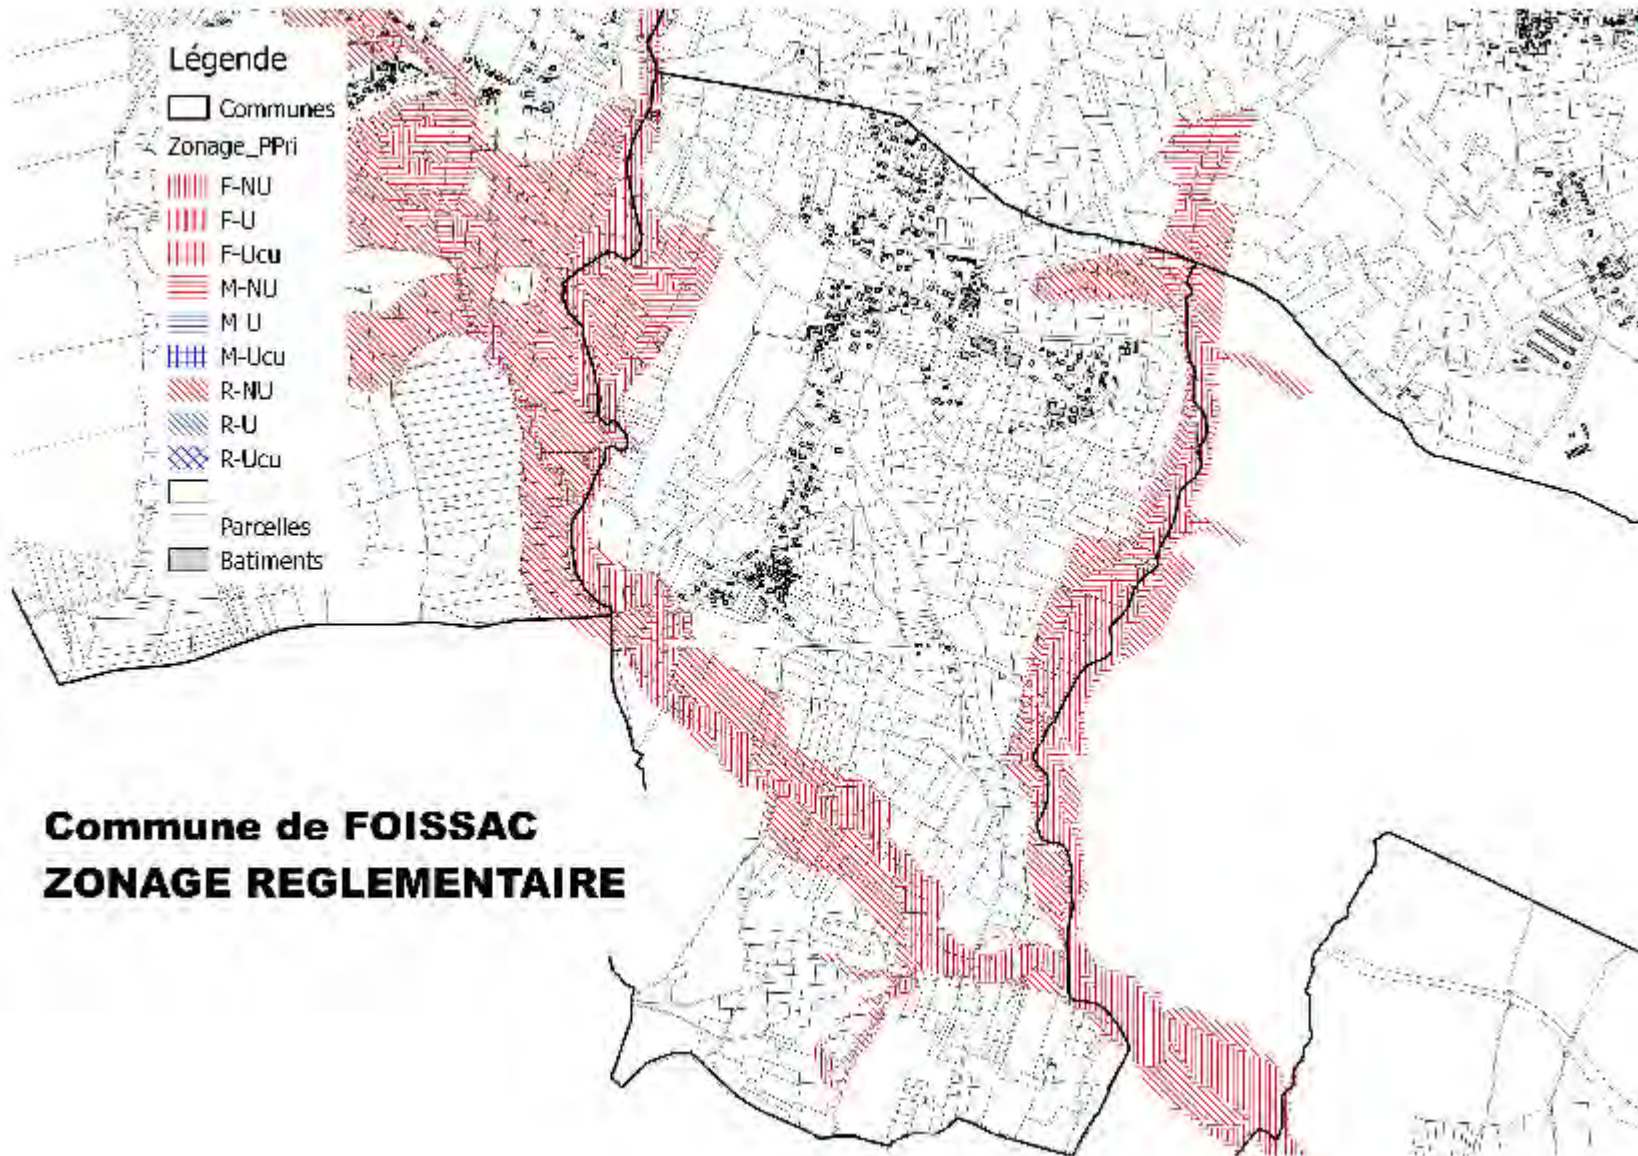 Légende
Communes
Zonage_PPri
F-NU
F-U
F-Ucu
M-NU
M-U
M-Ucu
R-NU
R-U
R-Ucu
Parcelles
Batiments
Commune de FOISSAC
ZONAGE REGLEMENTAIRE